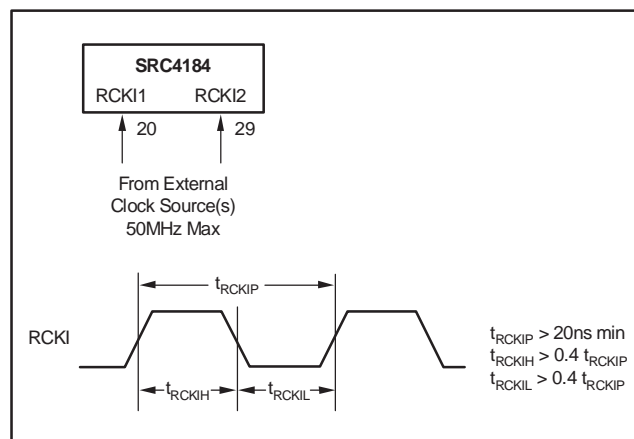 SRC4184
RCKI1 RCKI2
20 29
From External
Clock Source(s)
50MHz Max
tRCKIP
RCKI
tRCKIH tRCKIL
tRCKIP > 20ns min
tRCKIH > 0.4 tRCKIP
tRCKIL > 0.4 tRCKIP